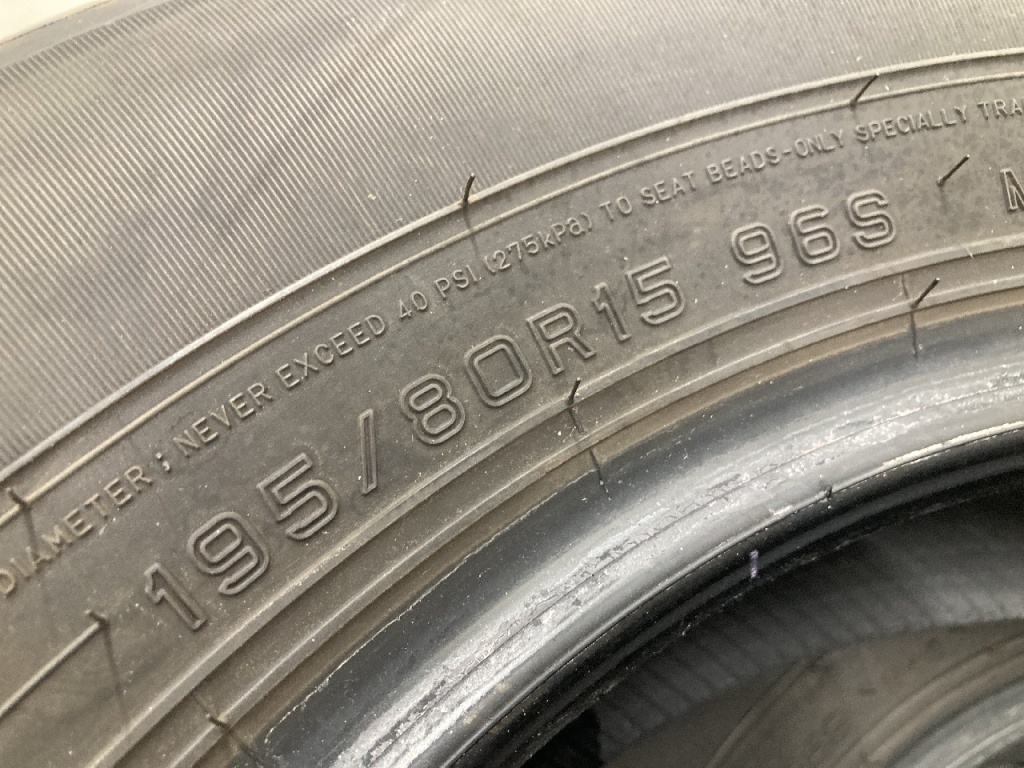 DIAMETER; NEVER EXCEED 40 PSI (275kPa) TO SEAT BEADS-ONLY SPECIALLY
195/80R15 96S